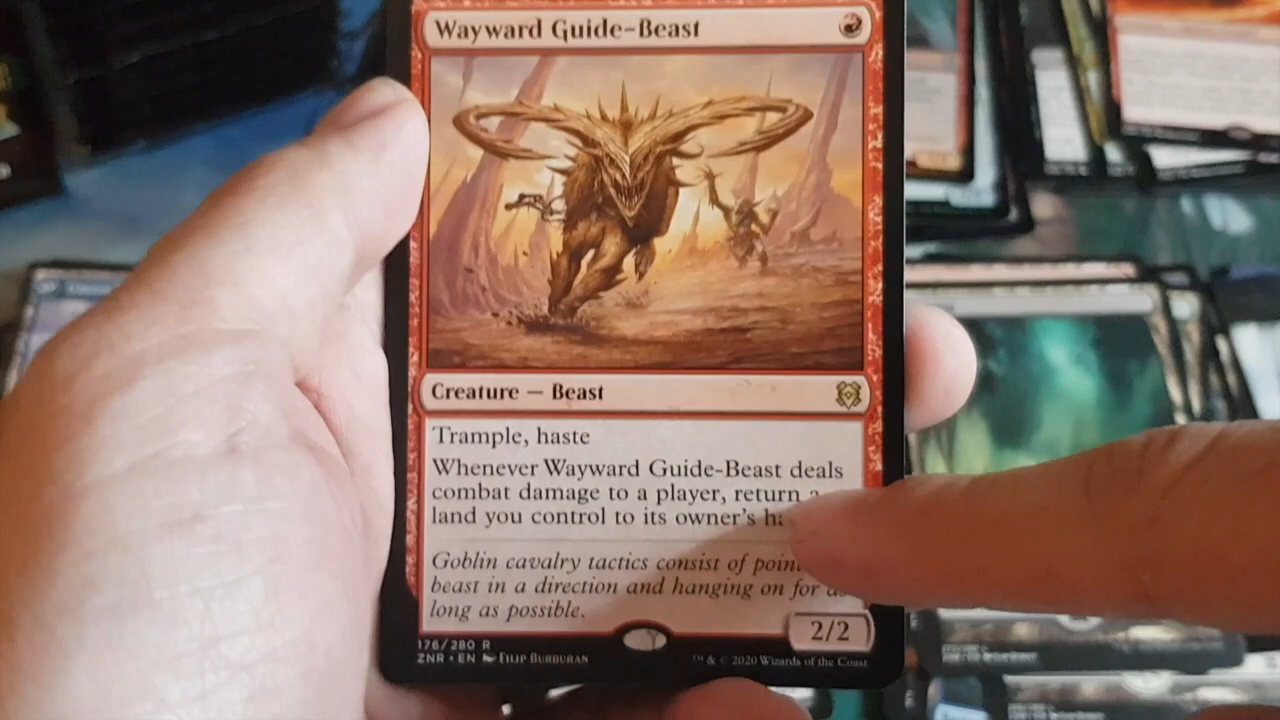 Wayward Guide-Beast
Creature — Beast
Trample, haste
Whenever Wayward Guide-Beast deals
combat damage to a player, return a
land you control to its owner's
Goblin cavalry tactics consist of
beast in a direction and hanging on for as
long as possible.
2/2
176/280 R
ZNR • EN FILIP BURBURAN
™ & © 2020 Wizards of the Coast